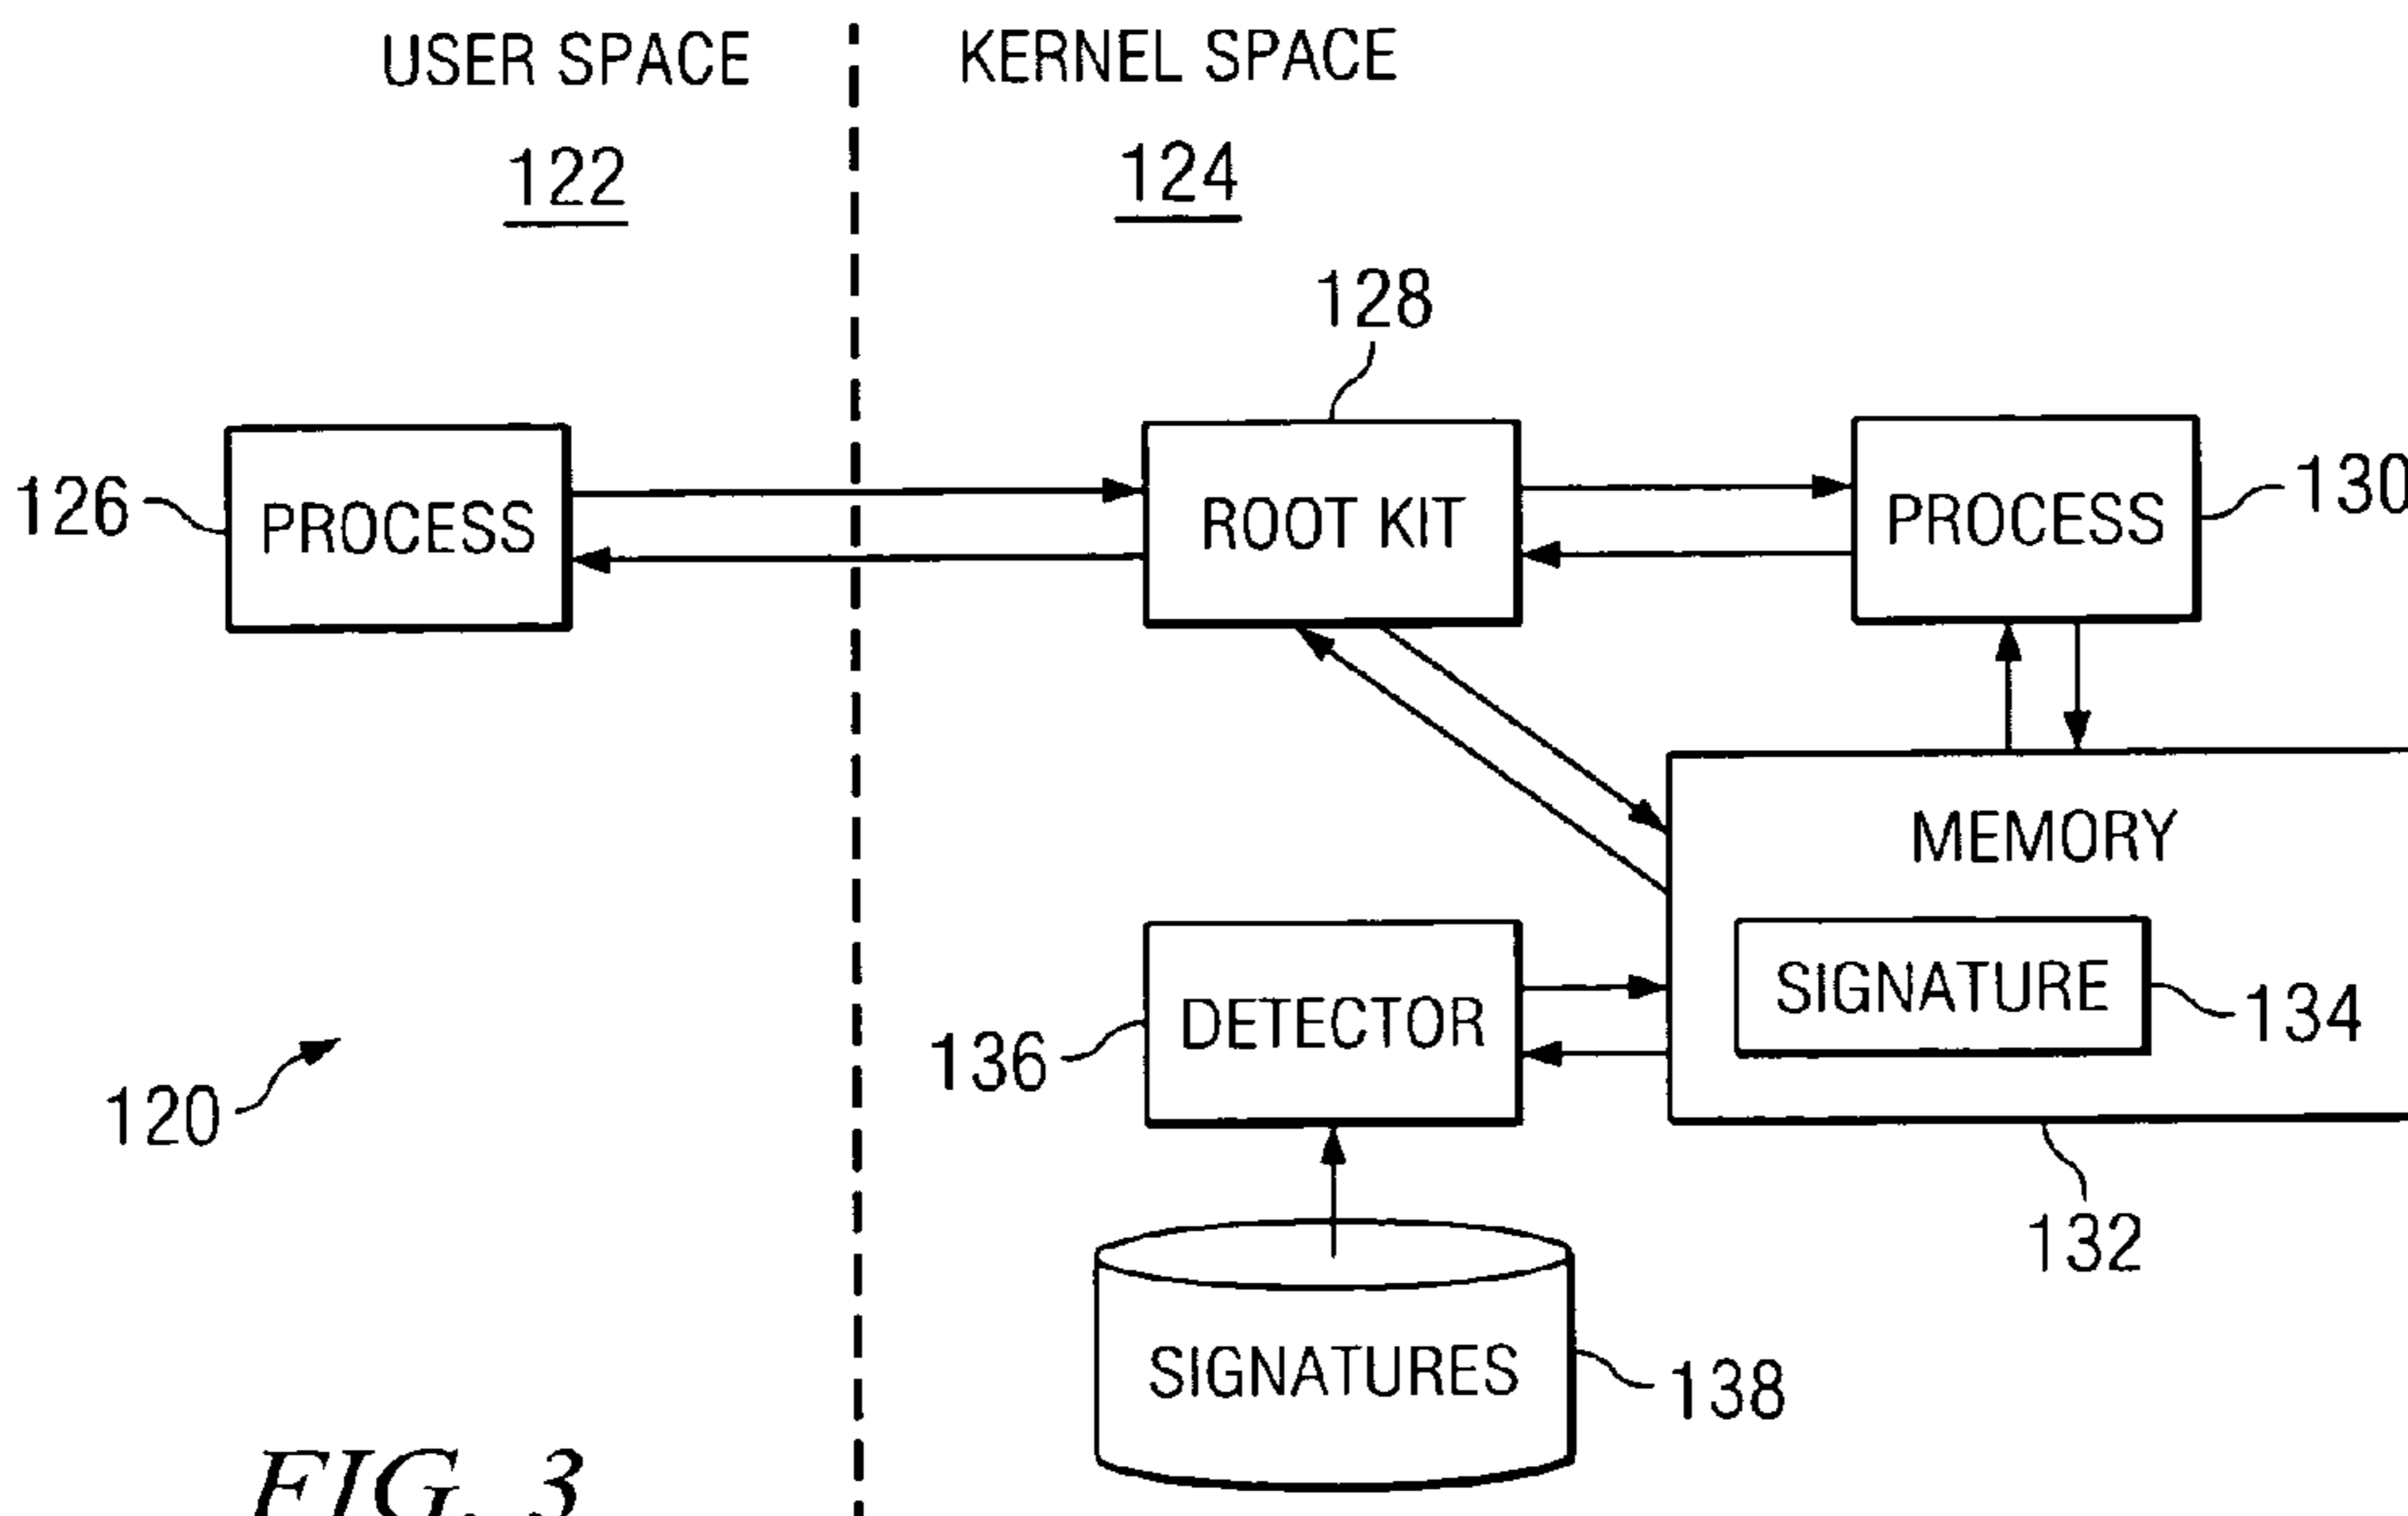 USER SPACE
122
KERNEL SPACE
124
128
126
PROCESS
ROOT KIT
PROCESS
130
MEMORY
SIGNATURE
134
136
DETECTOR
120
132
SIGNATURES
138
FIG. 3